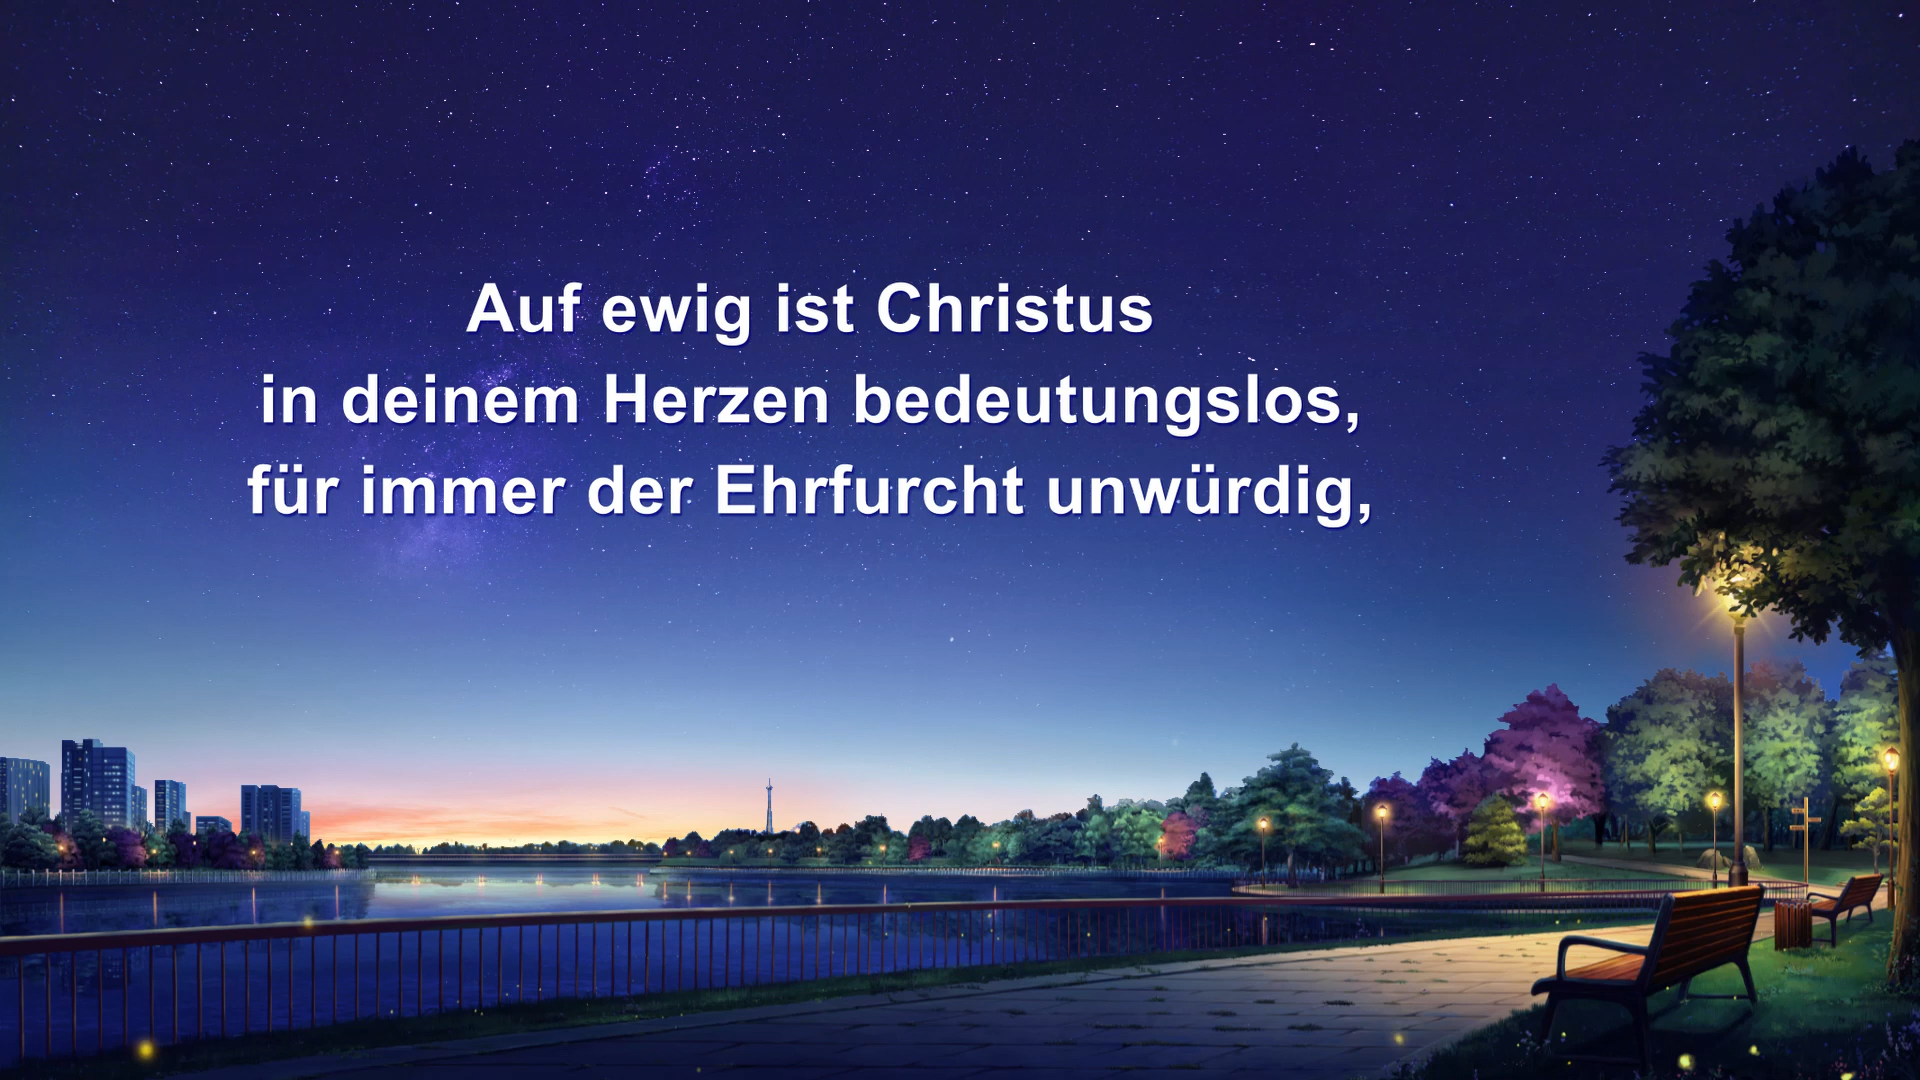 Auf ewig ist Christus
in deinem Herzen bedeutungslos,
für immer der Ehrfurcht unwürdig,